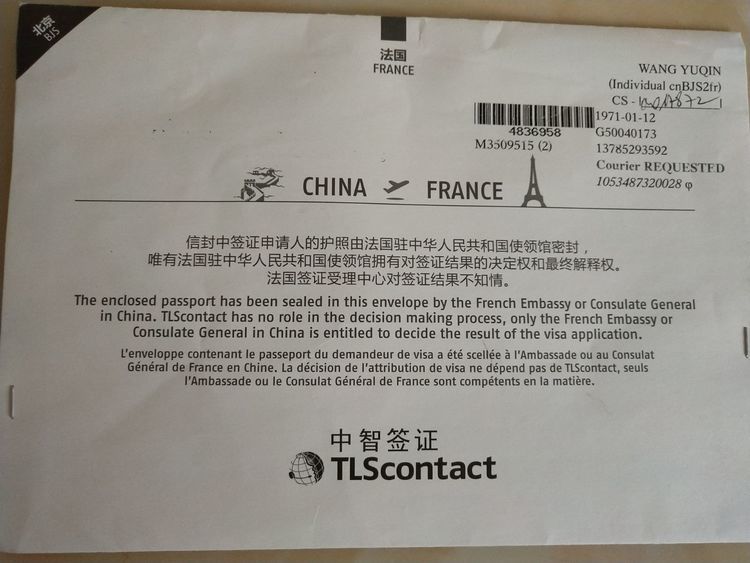 北京
BJS
法国
FRANCE
WANG YUQIN
(Individual cnBJS2fr)
CS -
1971-01-12
4836958
G50040173
M3509515 (2)
13785293592
Courier REQUESTED
1053487320028 φ
CHINA FRANCE
信封中签证申请人的护照由法国驻中华人民共和国使领馆密封，
唯有法国驻中华人民共和国使领馆拥有对签证结果的决定权和最终解释权。
法国签证受理中心对签证结果不知情。
The enclosed passport has been sealed in this envelope by the French Embassy or Consulate General
in China. TLScontact has no role in the decision making process, only the French Embassy or
Consulate General in China is entitled to decide the result of the visa application.
L'enveloppe contenant le passeport du demandeur de visa a été scellée à l'Ambassade ou au Consulat
Général de France en Chine. La décision de l'attribution de visa ne dépend pas de TLScontact, seuls
l'Ambassade ou le Consulat Général de France sont compétents en la matière.
中智签证
TLScontact